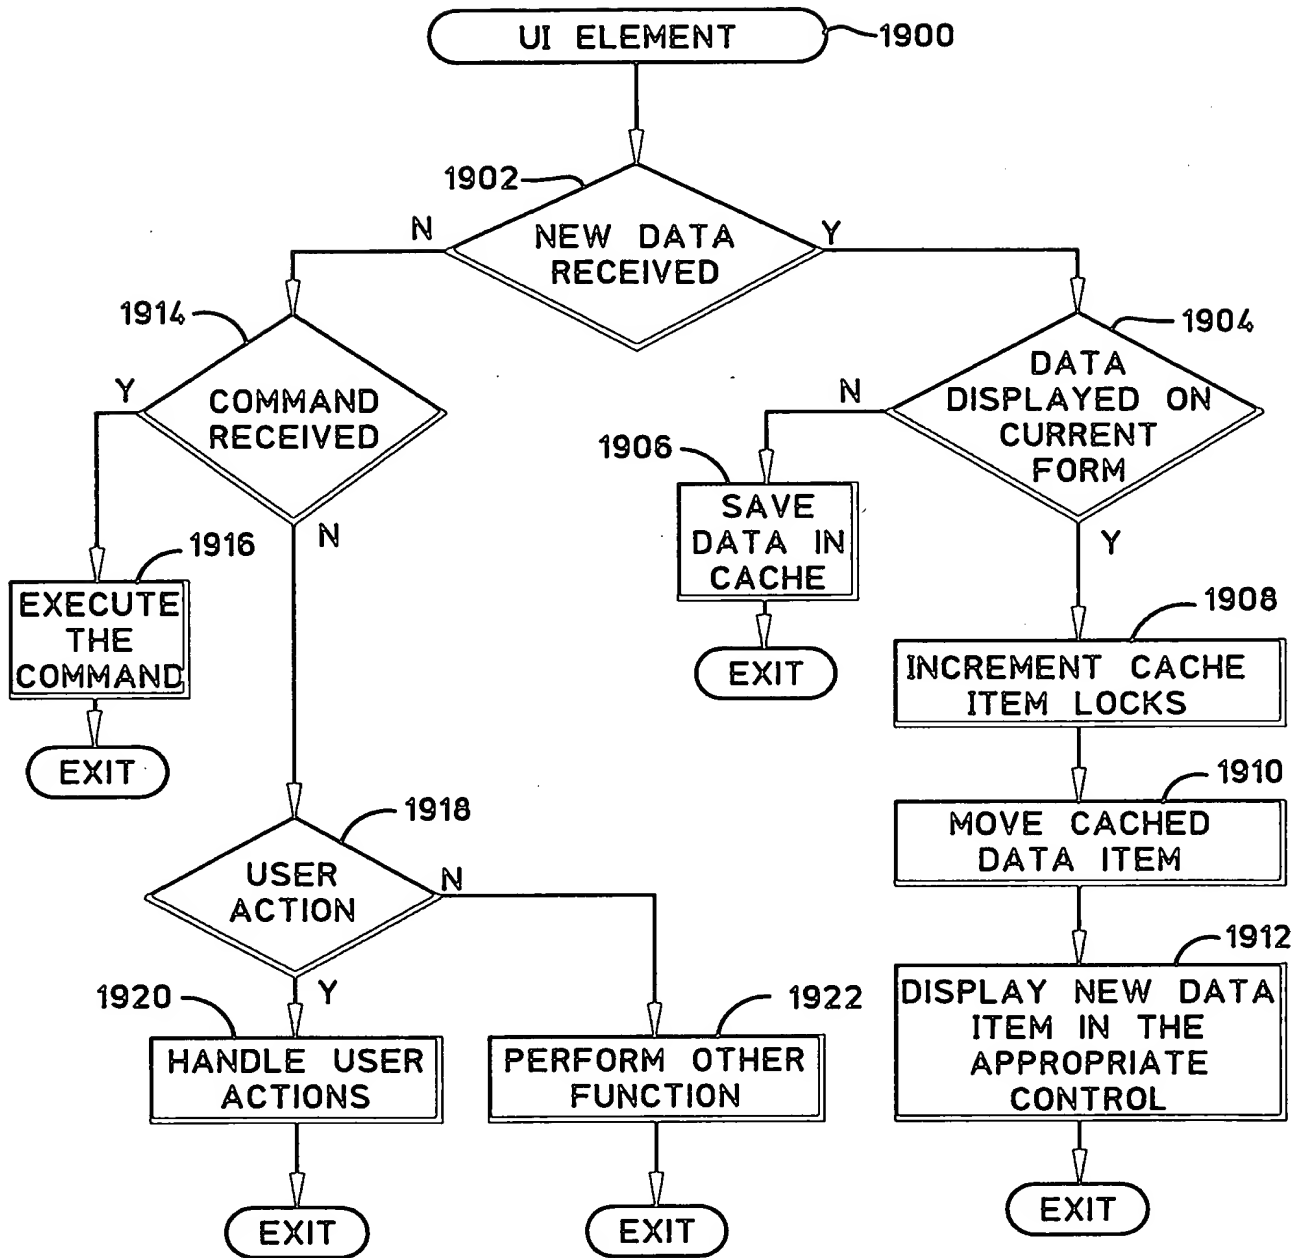 UI ELEMENT
1900
1902
N
NEW DATA
RECEIVED
Y
1914
Y
COMMAND
RECEIVED
N
1904
DATA
DISPLAYED ON
CURRENT
FORM
N
Y
1906
SAVE
DATA IN
CACHE
EXIT
1916
EXECUTE
THE
COMMAND
EXIT
1908
INCREMENT CACHE
ITEM LOCKS
1910
MOVE CACHED
DATA ITEM
1918
USER
ACTION
N
Y
1912
DISPLAY NEW DATA
ITEM IN THE
APPROPRIATE
CONTROL
EXIT
1920
HANDLE USER
ACTIONS
EXIT
1922
PERFORM OTHER
FUNCTION
EXIT